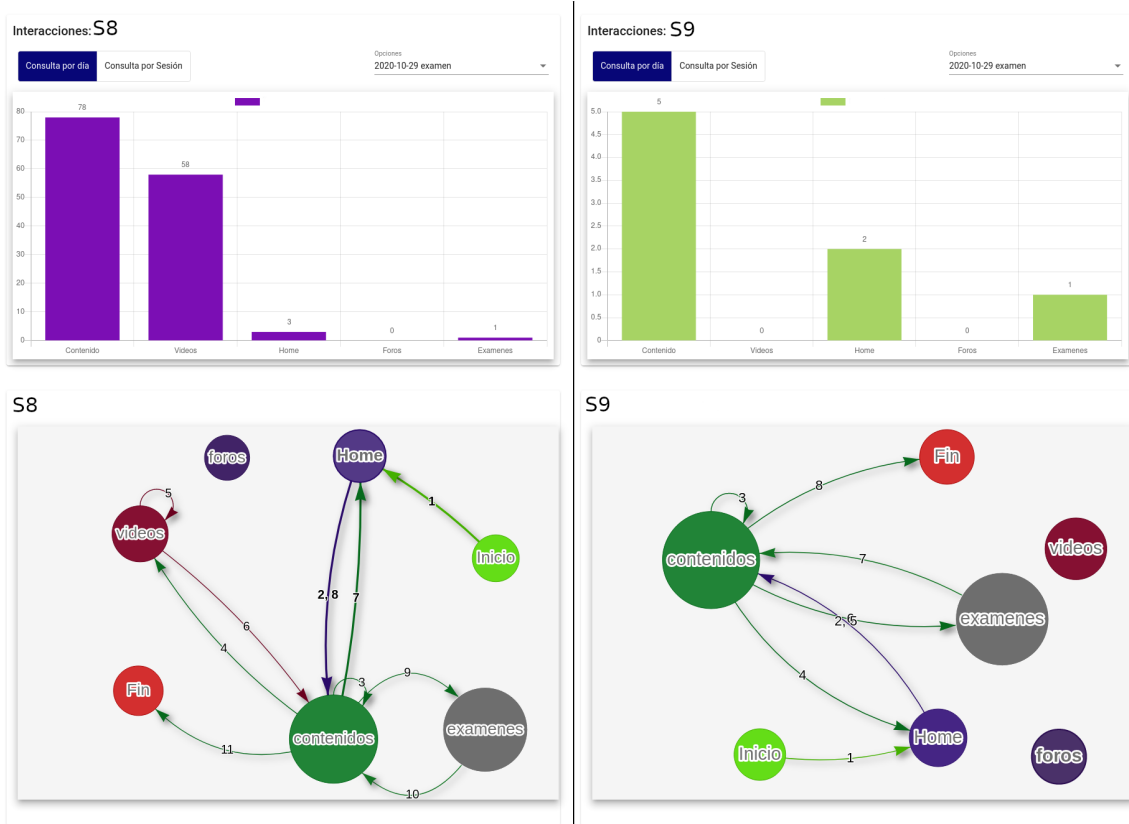 Interacciones: S8
Consulta por día
Consulta por Sesión
Opciones
2020-10-29 examen
78
80
70
60
58
50
40
30
20
10
3
0
1
0
Contenido
Videos
Home
Foros
Examenes
Interacciones: S9
Consulta por día
Consulta por Sesión
Opciones
2020-10-29 examen
5
5.0
4.5
4.0
3.5
3.0
2.5
2
2.0
1.5
1
1.0
0.5
0
0
0
Contenido
Videos
Home
Foros
Examenes
S8
foros
Home
5
videos
1
Inicio
2, 8
7
6
4
9
3
Fin
examenes
contenidos
11
10
S9
Fin
8
3
videos
contenidos
7
examenes
2, 5
6
4
Home
Inicio
1
foros